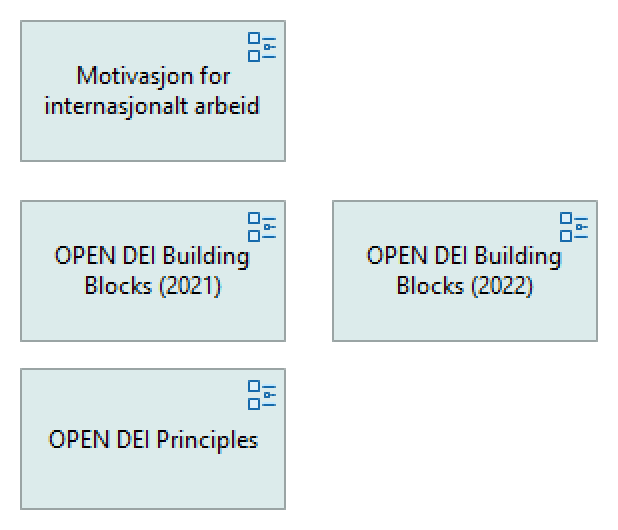 Motivasjon for
internasjonalt arbeid
OPEN DEI Building
Blocks (2021)
OPEN DEI Building
Blocks (2022)
OPEN DEI Principles